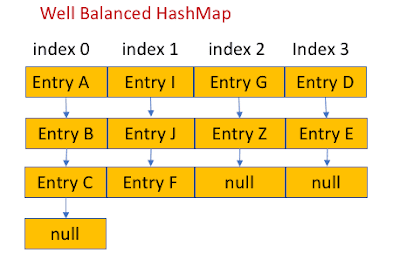 Well Balanced HashMap
index 0 index 1 index 2 Index 3
Entry A Entry I Entry G Entry D
Entry B Entry J Entry Z Entry E
Entry C Entry F null null
null